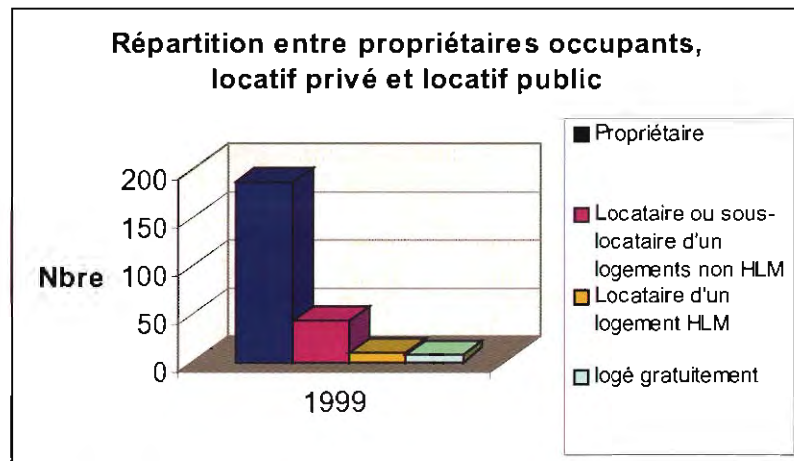 Répartition entre propriétaires occupants,
locatif privé et locatif public
200
150
100
50
0
Nbre
1999
Propriétaire
Locataire ou sous-
locataire d'un
logements non HLM
Locataire d'un
logement HLM
logé gratuitement